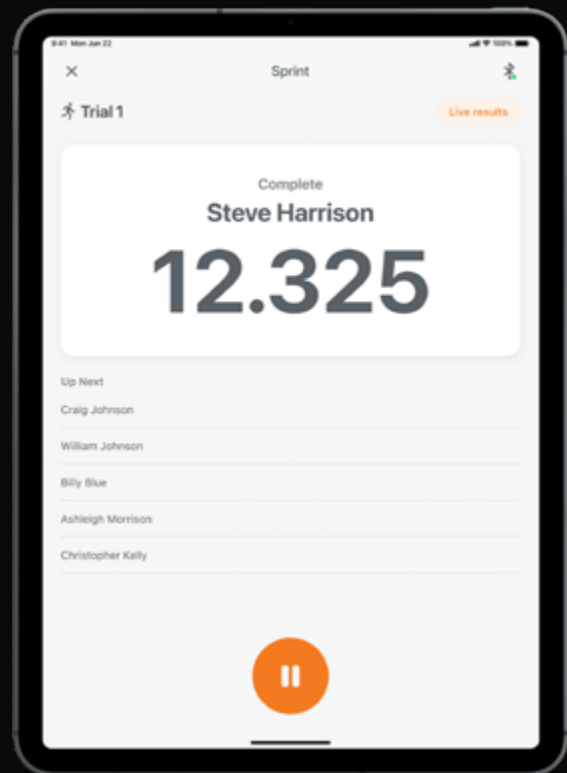 9:41 Mon Jun 22
100%
Sprint
Trial 1
Live results
Complete
Steve Harrison
12.325
Up Next
Craig Johnson
William Johnson
Billy Blue
Ashleigh Morrison
Christopher Kelly